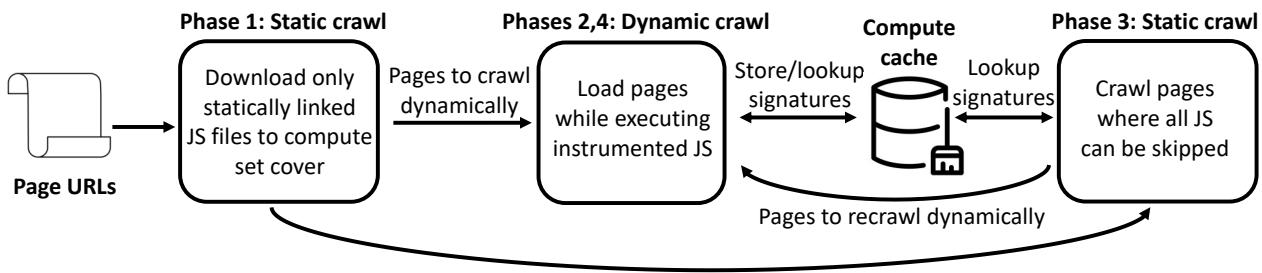 Phase 1: Static crawl
Phases 2,4: Dynamic crawl
Compute
cache
Phase 3: Static crawl
Page URLs
Download only
statically linked
JS files to compute
set cover
Pages to crawl
dynamically
Load pages
while executing
instrumented JS
Store/lookup
signatures
Lookup
signatures
Crawl pages
where all JS
can be skipped
Pages to recrawl dynamically